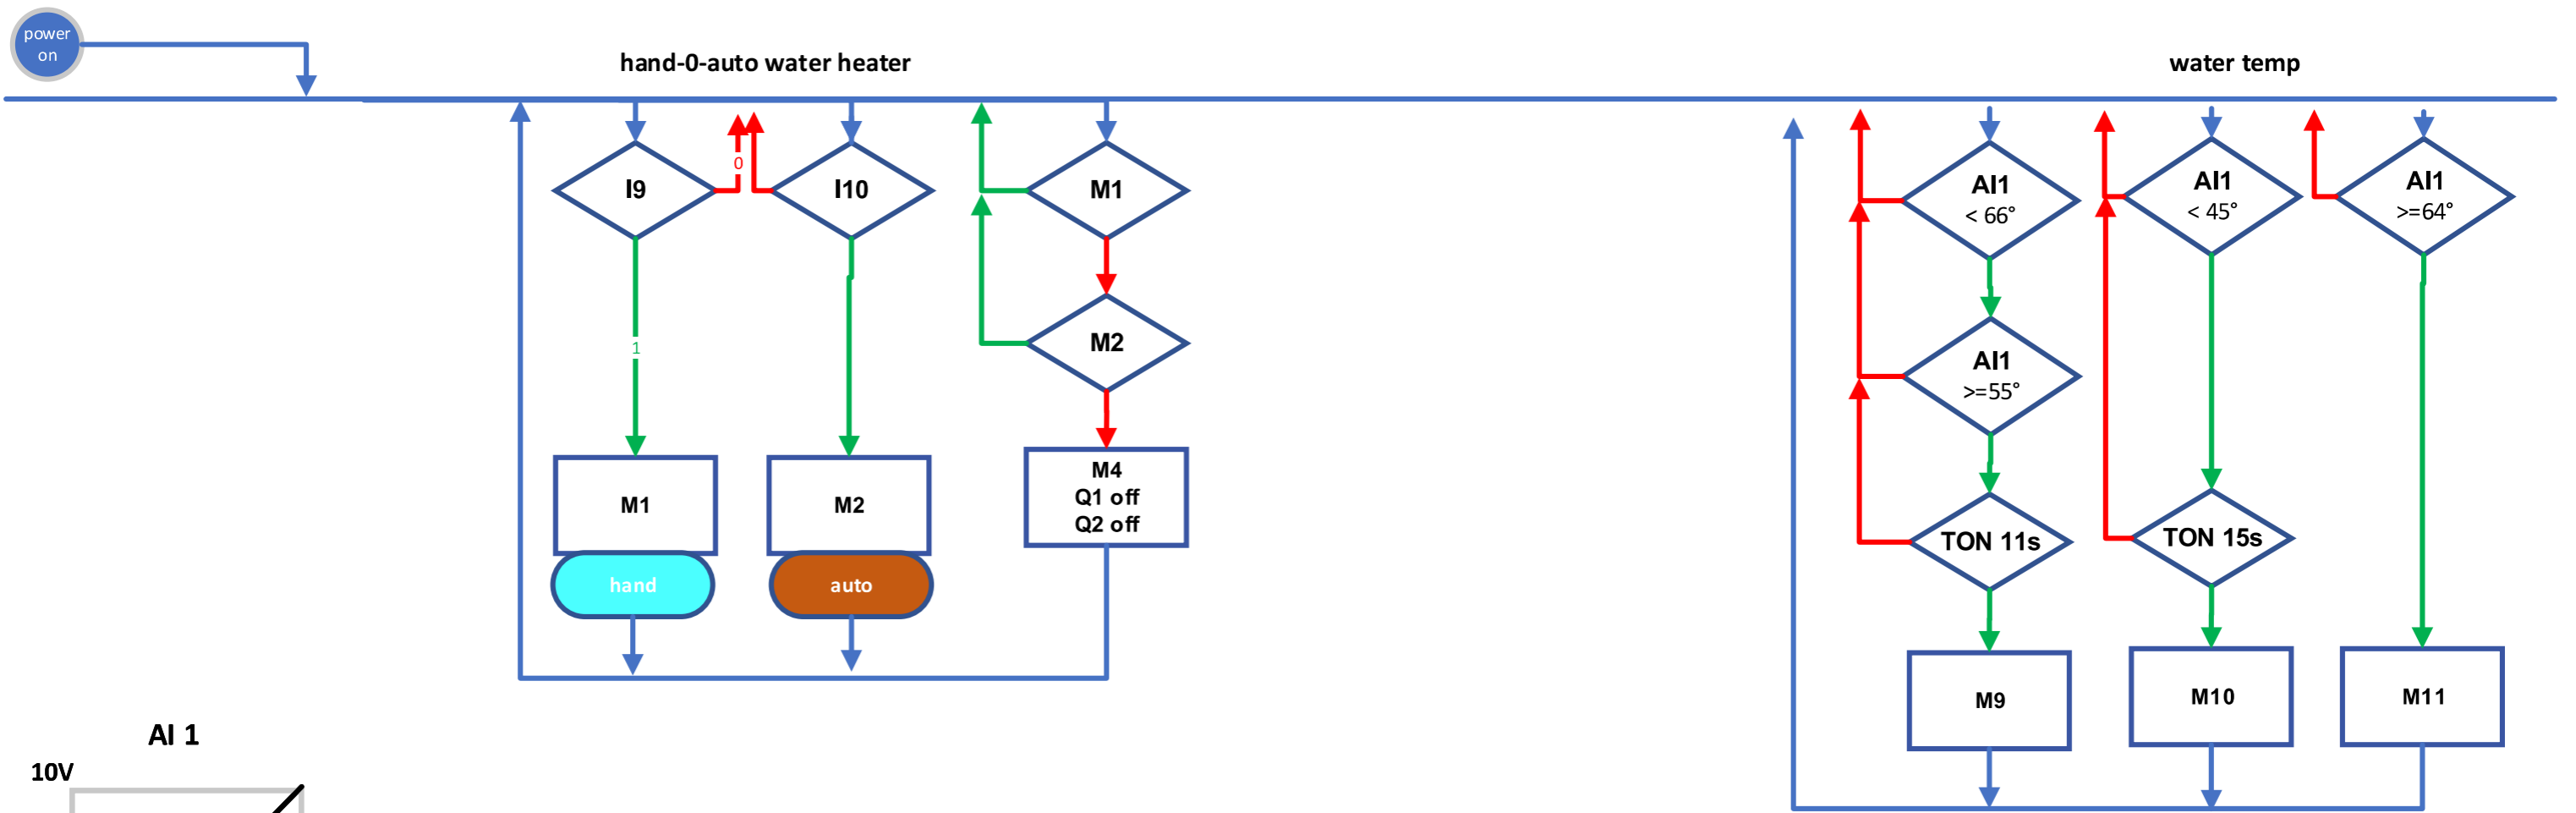 power
on
hand-0-auto water heater
water temp
I9
0
I10
M1
AI1
< 66°
AI1
< 45°
AI1
>=64°
1
M2
AI1
>=55°
M1
M2
M4
Q1 off
Q2 off
TON 11s
TON 15s
hand
auto
M9
M10
M11
AI 1
10V